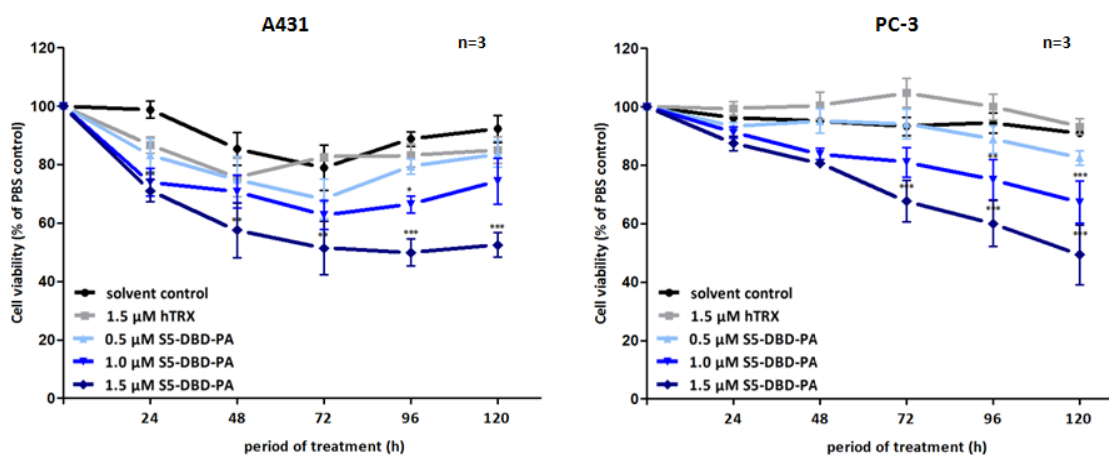 A431
n=3
120
100
80
60
40
20
0
Cell viability (% of PBS control)
**
**
**
*
***
***
solvent control
1.5 µM hTRX
0.5 µM S5-DBD-PA
1.0 µM S5-DBD-PA
1.5 µM S5-DBD-PA
24 48 72 96 120
period of treatment (h)
PC-3
n=3
120
100
80
60
40
20
0
Cell viability (% of PBS control)
***
**
***
***
***
solvent control
1.5 µM hTRX
0.5 µM S5-DBD-PA
1.0 µM S5-DBD-PA
1.5 µM S5-DBD-PA
24 48 72 96 120
period of treatment (h)